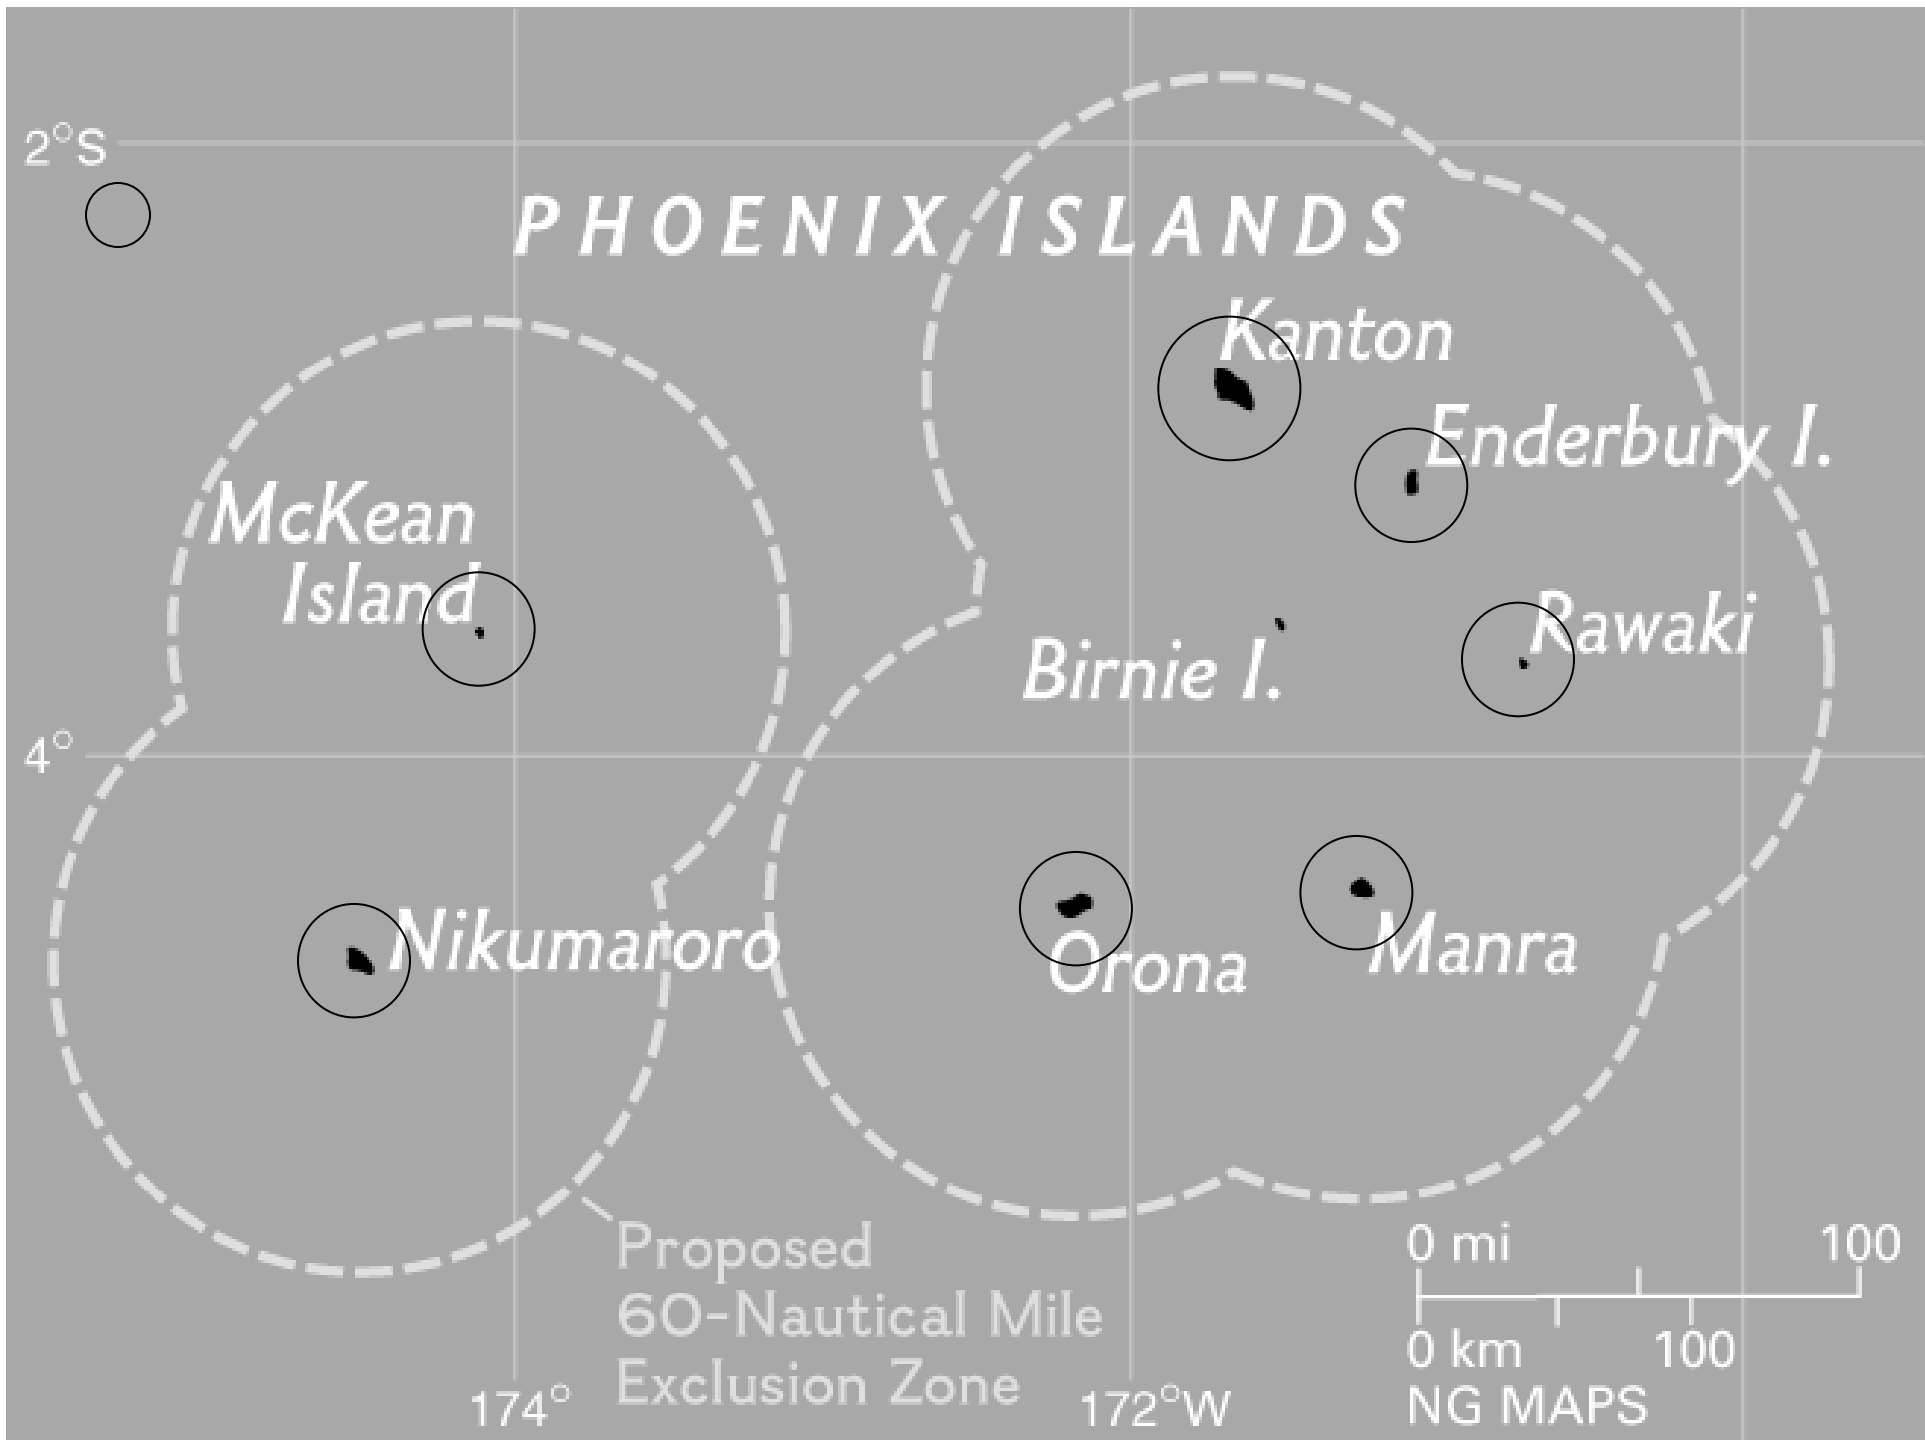 2°S
PHOENIX ISLANDS
Kanton
Enderbury I.
McKean
Island
Rawaki
Birnie I.
4°
Nikumaroro
Orona
Manra
Proposed
60-Nautical Mile
Exclusion Zone
0 mi 100
0 km 100
NG MAPS
174° 172°W